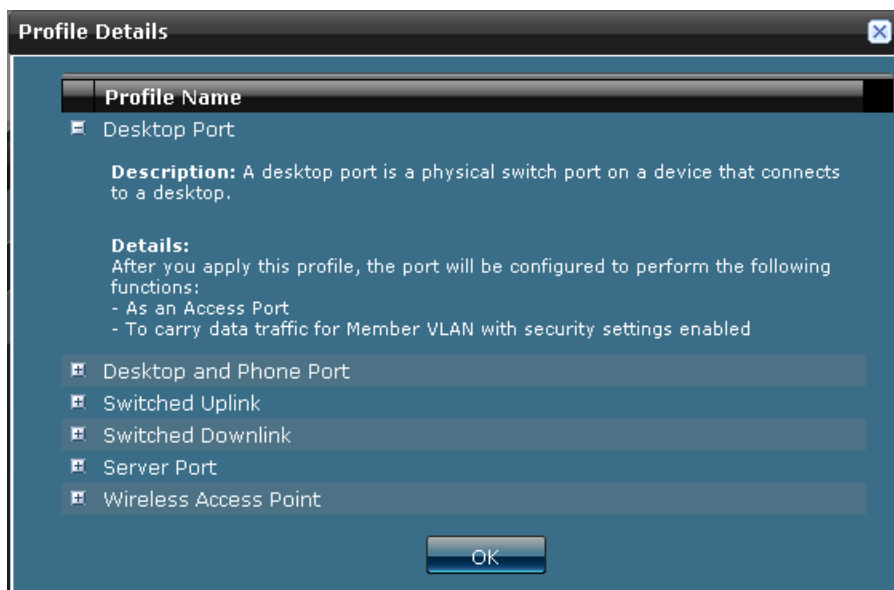 Profile Details
Profile Name
Desktop Port
Description: A desktop port is a physical switch port on a device that connects
to a desktop.
Details:
After you apply this profile, the port will be configured to perform the following
functions:
- As an Access Port
- To carry data traffic for Member VLAN with security settings enabled
Desktop and Phone Port
Switched Uplink
Switched Downlink
Server Port
Wireless Access Point
OK